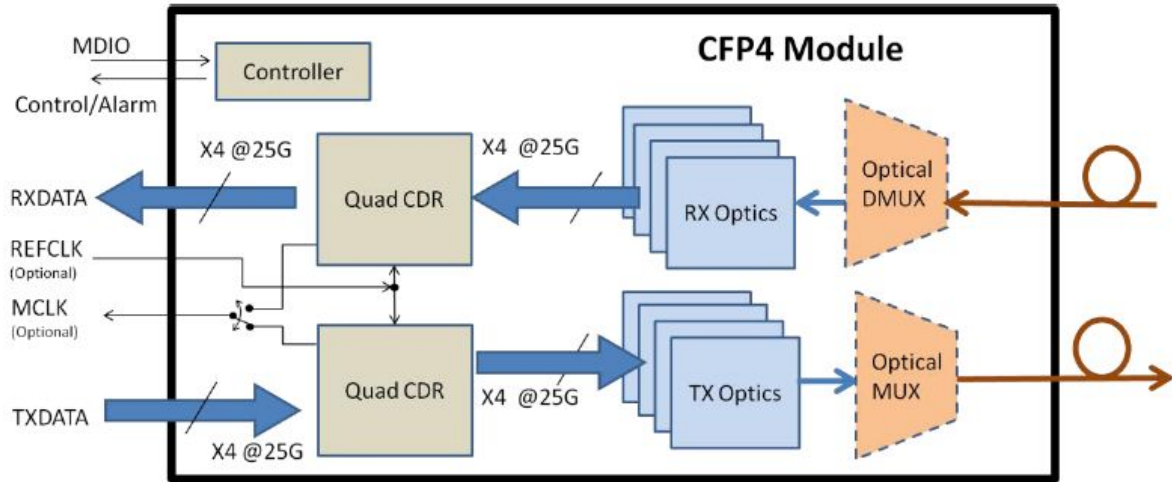 CFP4 Module
MDIO
Controller
Control/Alarm
X4 @25G
X4 @25G
RXDATA
Quad CDR
RX Optics
Optical
DMUX
REFCLK
(Optional)
MCLK
(Optional)
TXDATA
X4 @25G
Quad CDR
X4 @25G
TX Optics
Optical
MUX